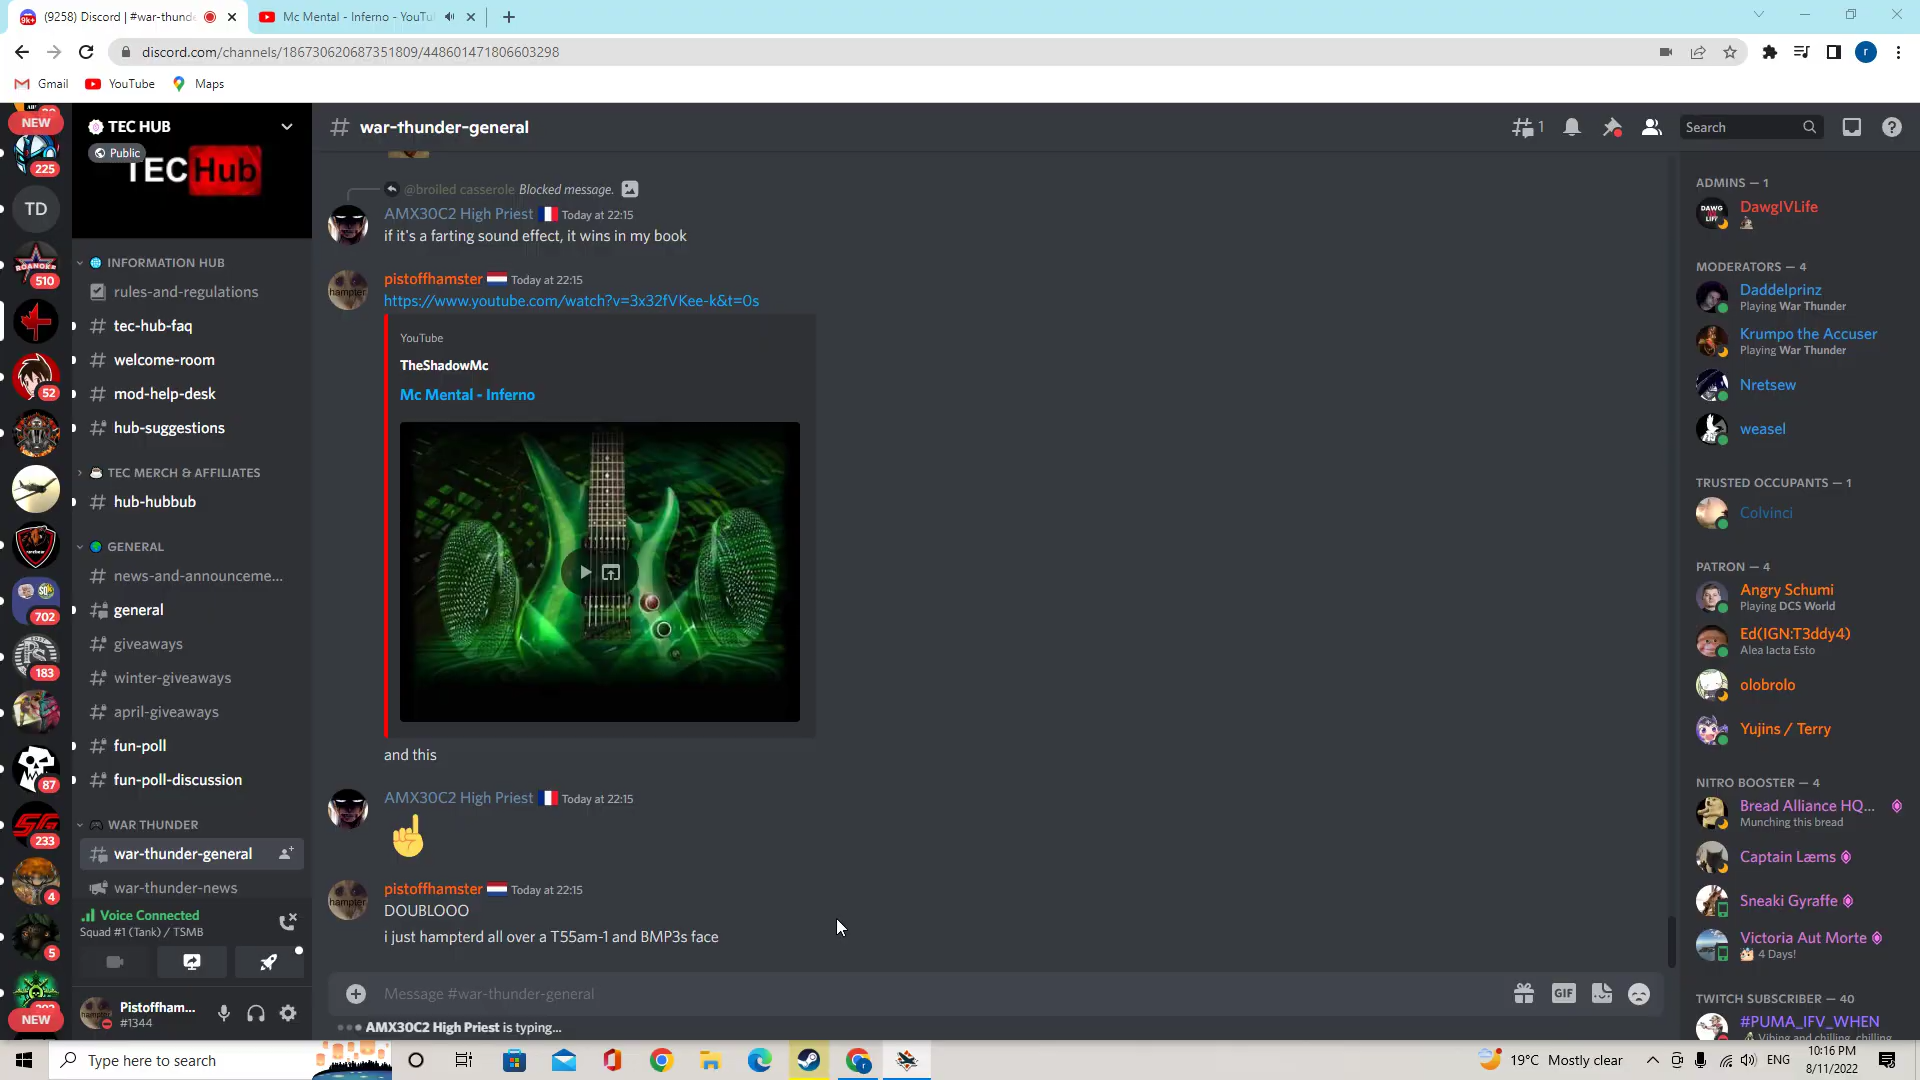 (9258) Discord | #war-thund
Mc Mental - Inferno - YouTu
discord.com/channels/186730620687351809/448601471806603298
r
Gmail
YouTube
Maps
NEW
225
TD
ROANOKE
510
52
702
183
87
233
4
5
NEW
TEC HUB
Public
TEC Hub
INFORMATION HUB
rules-and-regulations
tec-hub-faq
welcome-room
mod-help-desk
hub-suggestions
TEC MERCH & AFFILIATES
hub-hubbub
GENERAL
news-and-announceme...
general
giveaways
winter-giveaways
april-giveaways
fun-poll
fun-poll-discussion
WAR THUNDER
war-thunder-general
war-thunder-news
Voice Connected
Squad #1 (Tank) / TSMB
Pistoffham...
#1344
war-thunder-general
1
Search
@broiled casserole Blocked message.
AMX30C2 High Priest Today at 22:15
if it's a farting sound effect, it wins in my book
pistoffhamster Today at 22:15
https://www.youtube.com/watch?v=3x32fVKee-k&t=0s
YouTube
TheShadowMc
Mc Mental - Inferno
and this
AMX30C2 High Priest Today at 22:15
hampter
pistoffhamster Today at 22:15
DOUBLOOO
i just hampterd all over a T55am-1 and BMP3s face
Message #war-thunder-general
GIF
AMX30C2 High Priest is typing...
ADMINS — 1
DawgIVLife
MODERATORS — 4
Daddelprinz
Playing War Thunder
Krumpo the Accuser
Playing War Thunder
Nretsew
weasel
TRUSTED OCCUPANTS — 1
Colvinci
PATRON — 4
Angry Schumi
Playing DCS World
Ed(IGN:T3ddy4)
Alea Iacta Esto
olobrolo
Yujins / Terry
NITRO BOOSTER — 4
Bread Alliance HQ...
Munching this bread
Captain Læms
Sneaki Gyraffe
Victoria Aut Morte
4 Days!
TWITCH SUBSCRIBER — 40
#PUMA_IFV_WHEN
Vibing and chilling, chilling
Type here to search
19°C Mostly clear
ENG
10:16 PM
8/11/2022